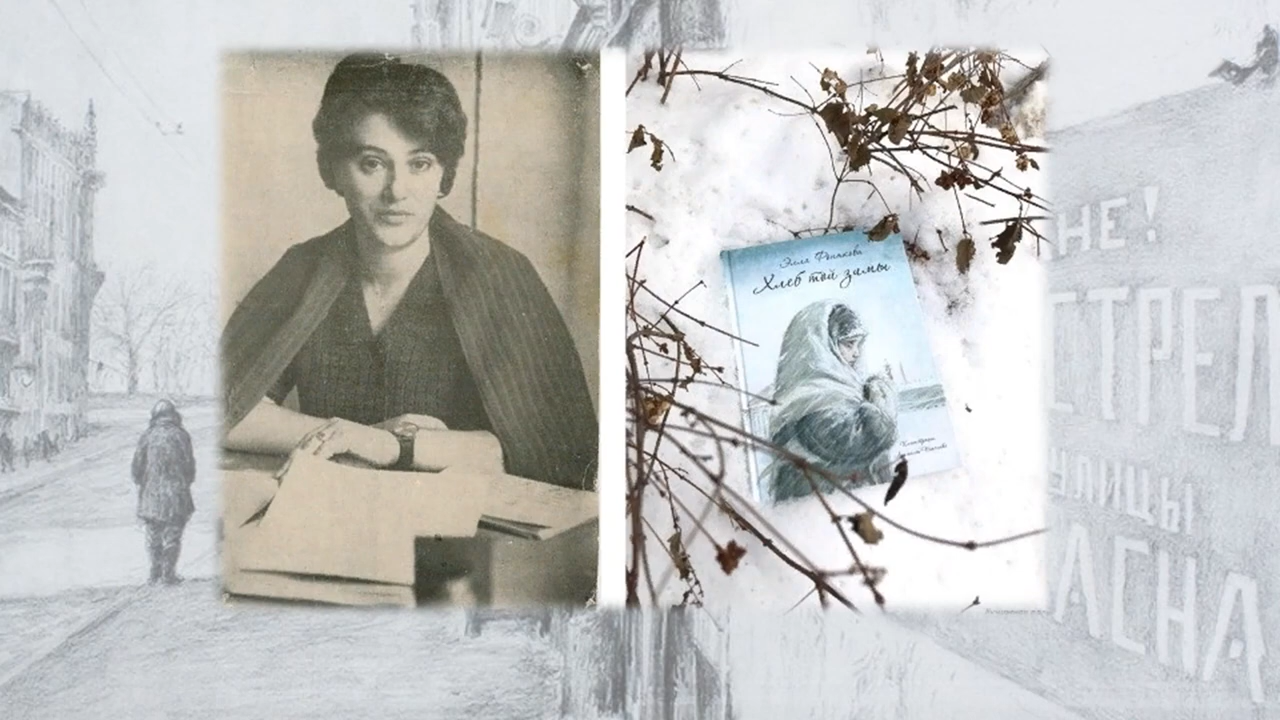 Элла Фонякова
Хлеб той зимы
НЕ!
СТРЕЛ
УЛИЦЫ
АСНА